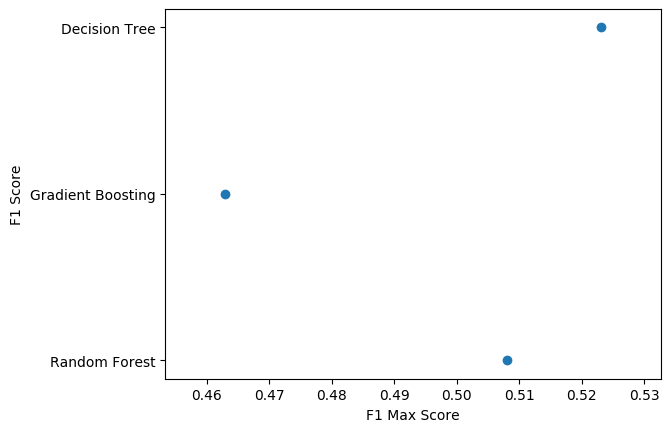 Decision Tree
Gradient Boosting
Random Forest
F1 Score
0.46 0.47 0.48 0.49 0.50 0.51 0.52 0.53
F1 Max Score